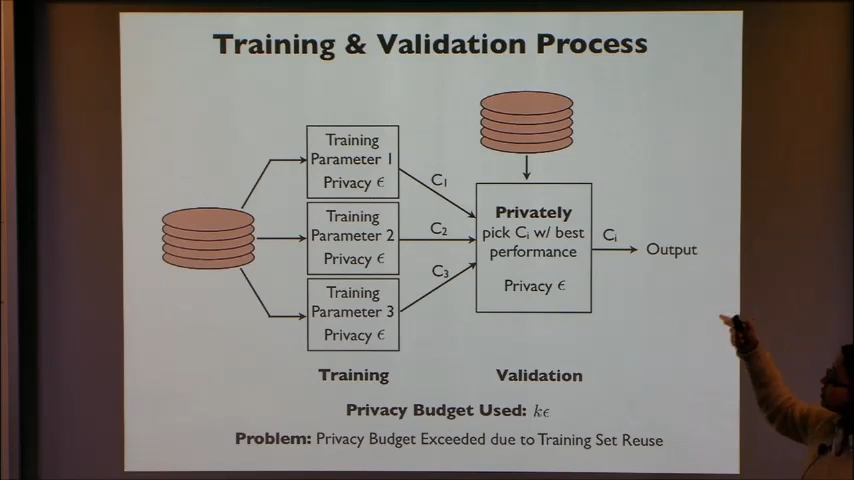 Training & Validation Process
Training
Parameter 1
Privacy ϵ
Training
Parameter 2
Privacy ϵ
Training
Parameter 3
Privacy ϵ
C₁
C₂
C₃
Privately
pick Cᵢ w/ best
performance
Privacy ϵ
Cᵢ
Output
Training
Validation
Privacy Budget Used: kϵ
Problem: Privacy Budget Exceeded due to Training Set Reuse